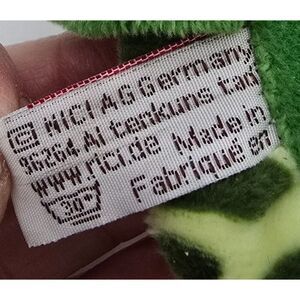 © NICI AG Germany
96264 Altenkunstad
www.nici.de Made in
30 Fabriqué en